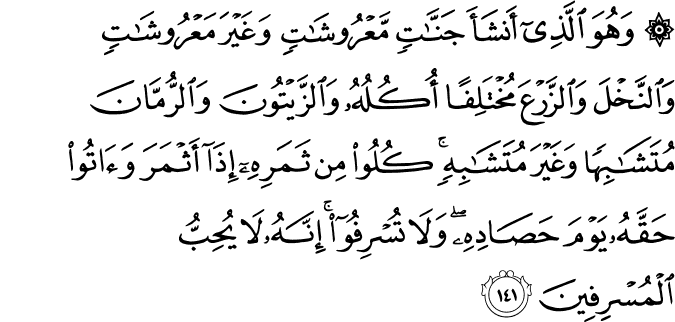 ۞ وَهُوَ ٱلَّذِىٓ أَنشَأَ جَنَّـٰتٍ مَّعْرُوشَـٰتٍ وَغَيْرَ مَعْرُوشَـٰتٍ
وَٱلنَّخْلَ وَٱلزَّرْعَ مُخْتَلِفًا أُكُلُهُۥ وَٱلزَّيْتُونَ وَٱلرُّمَّانَ
مُتَشَـٰبِهًا وَغَيْرَ مُتَشَـٰبِهٍ ۚ كُلُوا۟ مِن ثَمَرِهِۦٓ إِذَآ أَثْمَرَ وَءَاتُوا۟
حَقَّهُۥ يَوْمَ حَصَادِهِۦ ۖ وَلَا تُسْرِفُوٓا۟ ۚ إِنَّهُۥ لَا يُحِبُّ
ٱلْمُسْرِفِينَ ١٤١